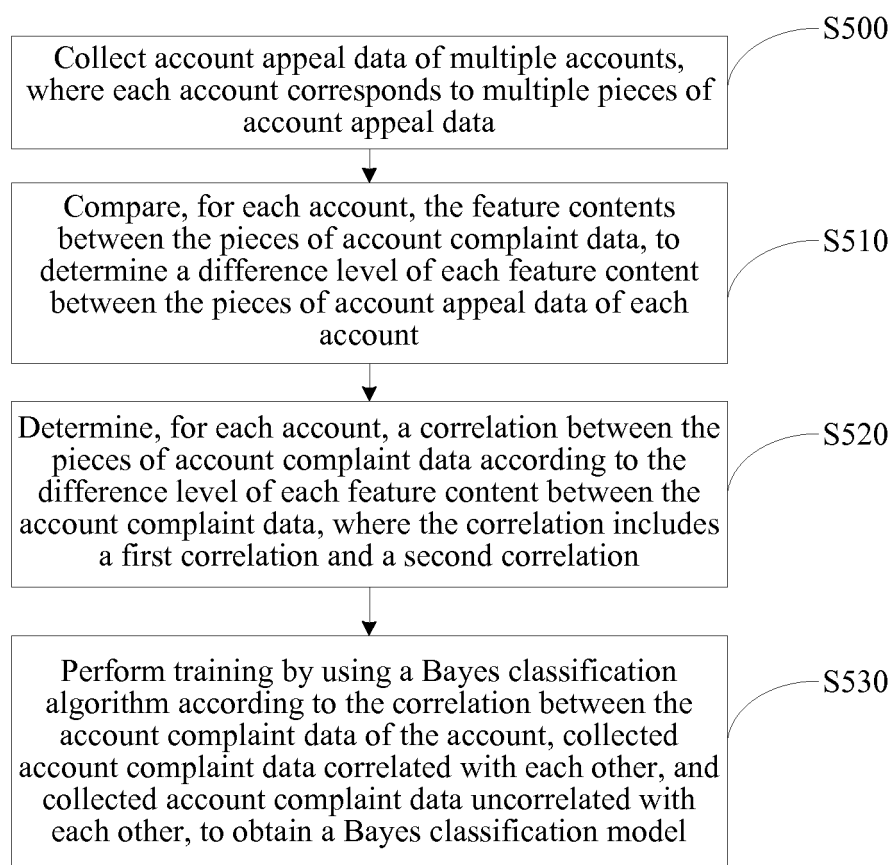 S500
Collect account appeal data of multiple accounts,
where each account corresponds to multiple pieces of
account appeal data
S510
Compare, for each account, the feature contents
between the pieces of account complaint data, to
determine a difference level of each feature content
between the pieces of account appeal data of each
account
S520
Determine, for each account, a correlation between the
pieces of account complaint data according to the
difference level of each feature content between the
account complaint data, where the correlation includes
a first correlation and a second correlation
S530
Perform training by using a Bayes classification
algorithm according to the correlation between the
account complaint data of the account, collected
account complaint data correlated with each other, and
collected account complaint data uncorrelated with
each other, to obtain a Bayes classification model